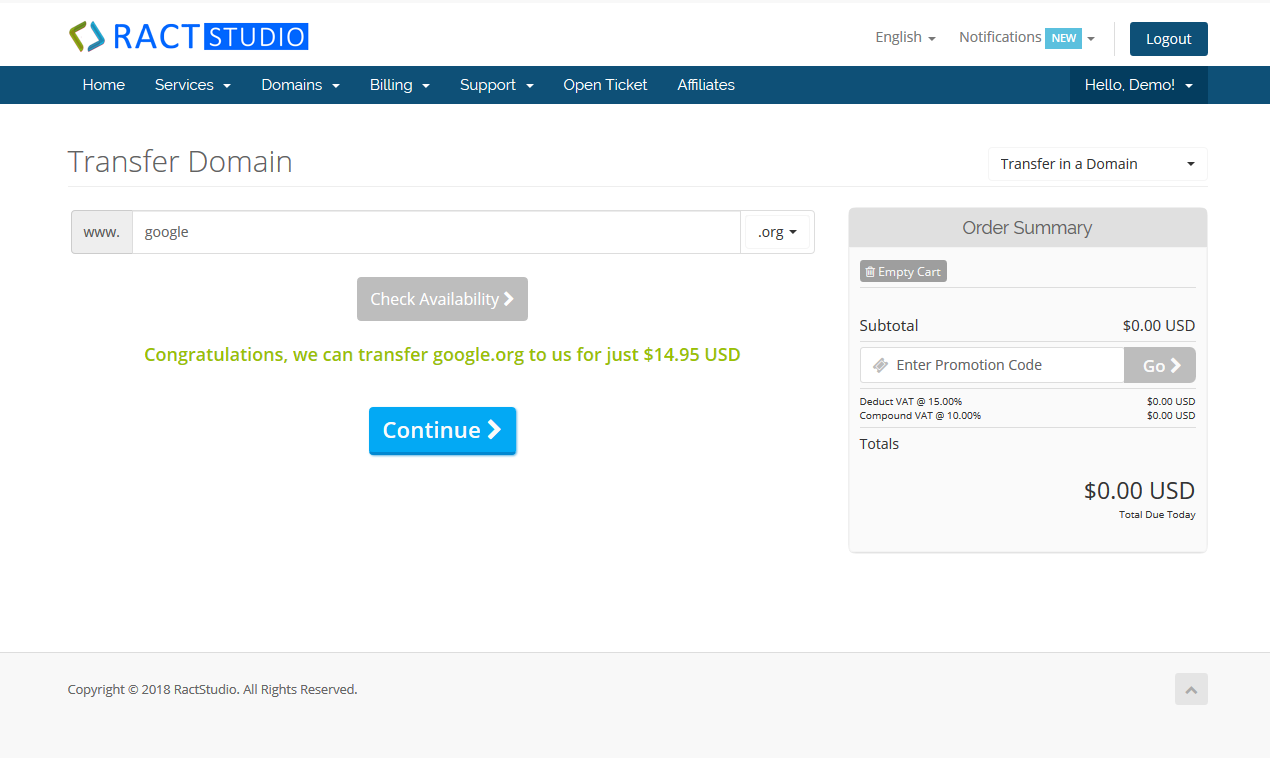 RACT STUDIO
English
Notifications NEW
Logout
Home Services Domains Billing Support Open Ticket Affiliates Hello, Demo!
Transfer Domain
Transfer in a Domain
www. google .org
Check Availability
Congratulations, we can transfer google.org to us for just $14.95 USD
Continue
Order Summary
Empty Cart
Subtotal $0.00 USD
Enter Promotion Code Go
Deduct VAT @ 15.00% $0.00 USD
Compound VAT @ 10.00% $0.00 USD
Totals
$0.00 USD
Total Due Today
Copyright © 2018 RactStudio. All Rights Reserved.